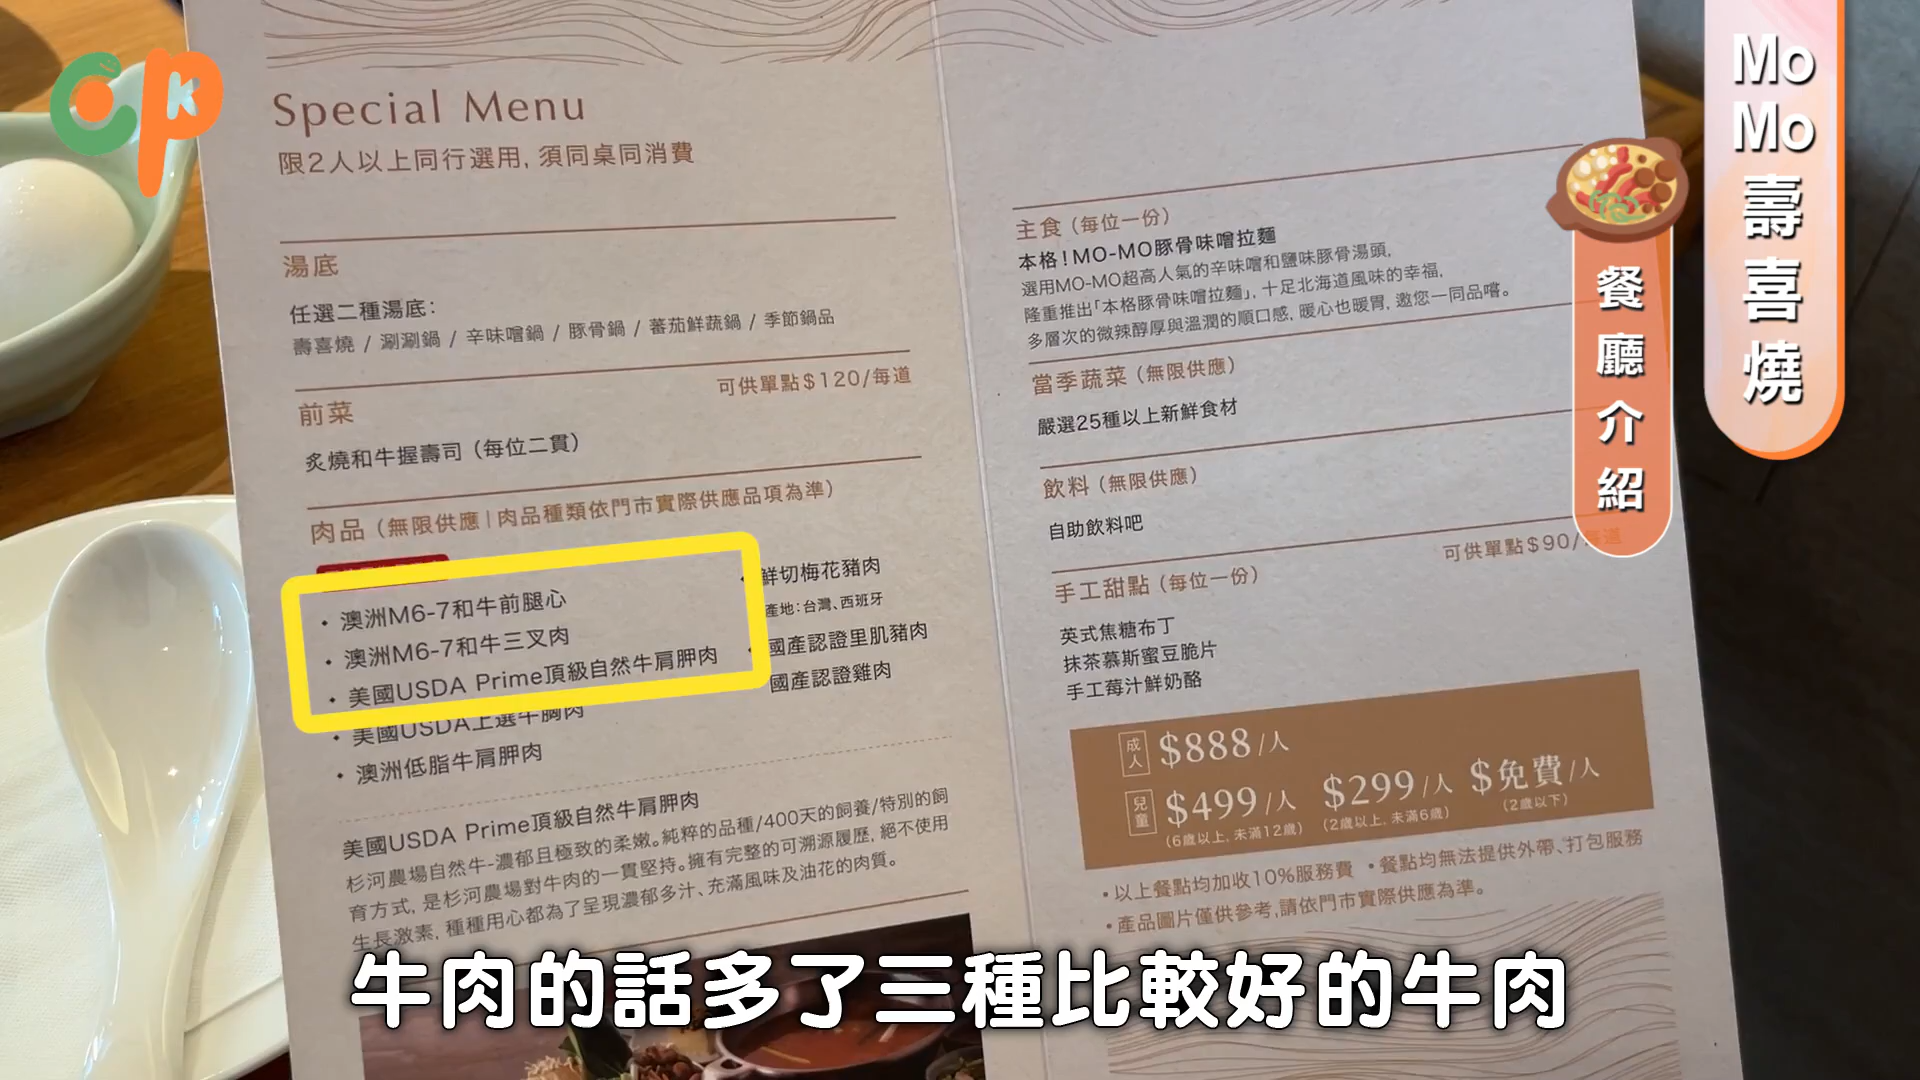 CPK
Special Menu
限2人以上同行選用, 須同桌同消費
湯底
任選二種湯底:
壽喜燒 / 涮涮鍋 / 辛味噌鍋 / 豚骨鍋 / 蕃茄鮮蔬鍋 / 季節鍋品
前菜
可供單點$120/每道
炙燒和牛握壽司 (每位二貫)
肉品 (無限供應|肉品種類依門市實際供應品項為準)
・澳洲M6-7和牛前腿心
・澳洲M6-7和牛三叉肉
・美國USDA Prime頂級自然牛肩胛肉
・美國USDA上選牛胸肉
・澳洲低脂牛肩胛肉
鮮切梅花豬肉
產地:台灣、西班牙
國產認證里肌豬肉
國產認證雞肉
美國USDA Prime頂級自然牛肩胛肉
杉河農場自然牛-濃郁且極致的柔嫩。純粹的品種/400天的飼養/特別的飼
育方式, 是杉河農場對牛肉的一貫堅持。擁有完整的可溯源履歷, 絕不使用
生長激素, 種種用心都為了呈現濃郁多汁、充滿風味及油花的肉質。
主食 (每位一份)
本格!MO-MO豚骨味噌拉麵
選用MO-MO超高人氣的辛味噌和鹽味豚骨湯頭,
隆重推出「本格豚骨味噌拉麵」, 十足北海道風味的幸福,
多層次的微辣醇厚與溫潤的順口感, 暖心也暖胃, 邀您一同品嚐。
當季蔬菜 (無限供應)
嚴選25種以上新鮮食材
飲料 (無限供應)
自助飲料吧
手工甜點 (每位一份)
可供單點$90/每道
英式焦糖布丁
抹茶慕斯蜜豆脆片
手工莓汁鮮奶酪
成人 $888/人
兒童 $499/人 $299/人 $免費/人
(6歲以上, 未滿12歲) (2歲以上, 未滿6歲) (2歲以下)
・以上餐點均加收10%服務費 ・餐點均無法提供外帶、打包服務
・產品圖片僅供參考,請依門市實際供應為準。
MoMo壽喜燒
餐廳介紹
牛肉的話多了三種比較好的牛肉